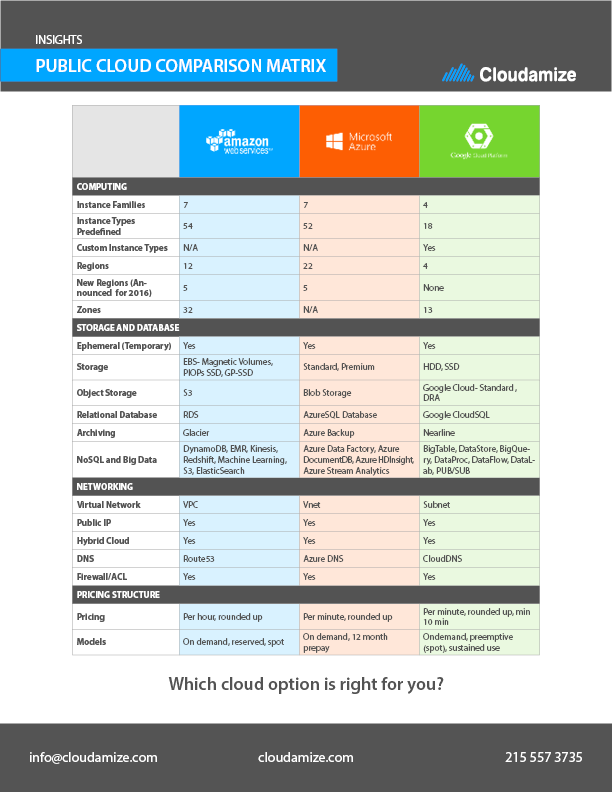 INSIGHTS
PUBLIC CLOUD COMPARISON MATRIX
Cloudamize
amazon
web services™
Microsoft
Azure
Google Cloud Platform
COMPUTING
Instance Families 7 7 4
Instance Types
Predefined 54 52 18
Custom Instance Types N/A N/A Yes
Regions 12 22 4
New Regions (An-
nounced for 2016) 5 5 None
Zones 32 N/A 13
STORAGE AND DATABASE
Ephemeral (Temporary) Yes Yes Yes
Storage
EBS- Magnetic Volumes,
PIOPs SSD, GP-SSD
Standard, Premium
HDD, SSD
Object Storage
S3
Blob Storage
Google Cloud- Standard ,
DRA
Relational Database RDS AzureSQL Database Google CloudSQL
Archiving Glacier Azure Backup Nearline
NoSQL and Big Data
DynamoDB, EMR, Kinesis,
Redshift, Machine Learning,
S3, ElasticSearch
Azure Data Factory, Azure
DocumentDB, Azure HDInsight,
Azure Stream Analytics
BigTable, DataStore, BigQue-
ry, DataProc, DataFlow, DataL-
ab, PUB/SUB
NETWORKING
Virtual Network VPC Vnet Subnet
Public IP Yes Yes Yes
Hybrid Cloud Yes Yes Yes
DNS Route53 Azure DNS CloudDNS
Firewall/ACL Yes Yes Yes
PRICING STRUCTURE
Pricing
Per hour, rounded up
Per minute, rounded up
Per minute, rounded up, min
10 min
Models
On demand, reserved, spot
On demand, 12 month
prepay
Ondemand, preemptive
(spot), sustained use
Which cloud option is right for you?
info@cloudamize.com cloudamize.com 215 557 3735